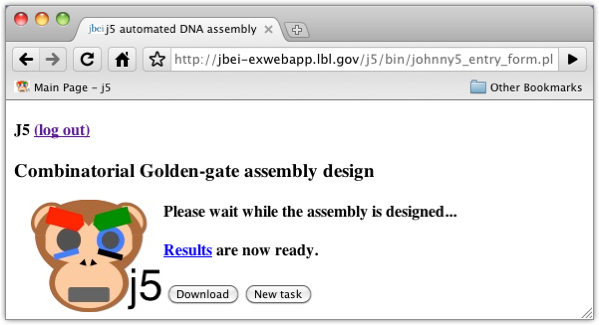 jbei j5 automated DNA assembly
http://jbei-exwebapp.lbl.gov/j5/bin/johnny5_entry_form.pl
Main Page - j5
Other Bookmarks
J5 (log out)
Combinatorial Golden-gate assembly design
Please wait while the assembly is designed...
Results are now ready.
j5
Download
New task